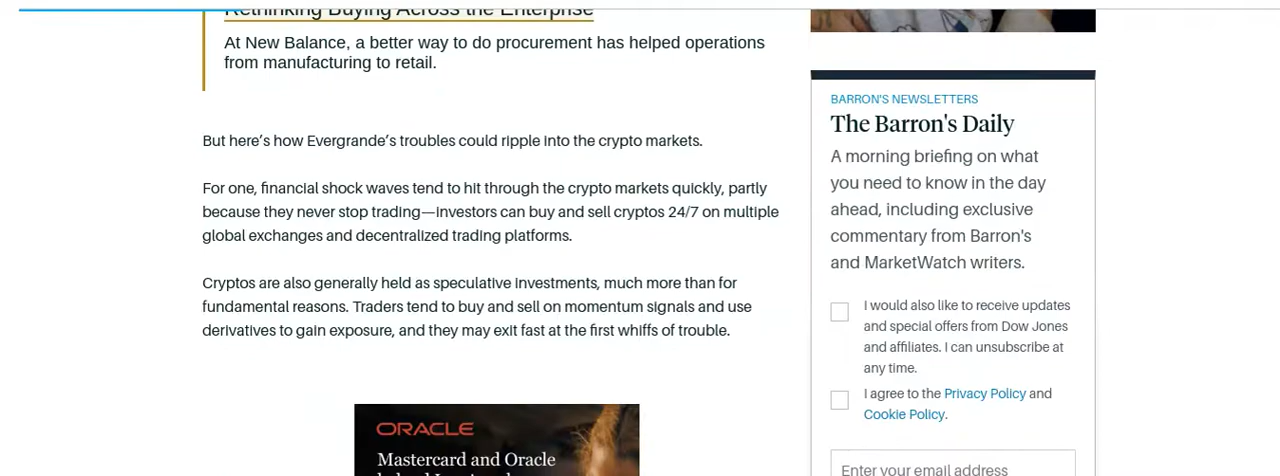 Rethinking Buying Across the Enterprise
At New Balance, a better way to do procurement has helped operations
from manufacturing to retail.
But here’s how Evergrande’s troubles could ripple into the crypto markets.
For one, financial shock waves tend to hit through the crypto markets quickly, partly
because they never stop trading—investors can buy and sell cryptos 24/7 on multiple
global exchanges and decentralized trading platforms.
Cryptos are also generally held as speculative investments, much more than for
fundamental reasons. Traders tend to buy and sell on momentum signals and use
derivatives to gain exposure, and they may exit fast at the first whiffs of trouble.
ORACLE
Mastercard and Oracle
BARRON'S NEWSLETTERS
The Barron's Daily
A morning briefing on what
you need to know in the day
ahead, including exclusive
commentary from Barron's
and MarketWatch writers.
I would also like to receive updates
and special offers from Dow Jones
and affiliates. I can unsubscribe at
any time.
I agree to the Privacy Policy and
Cookie Policy.
Enter your email address